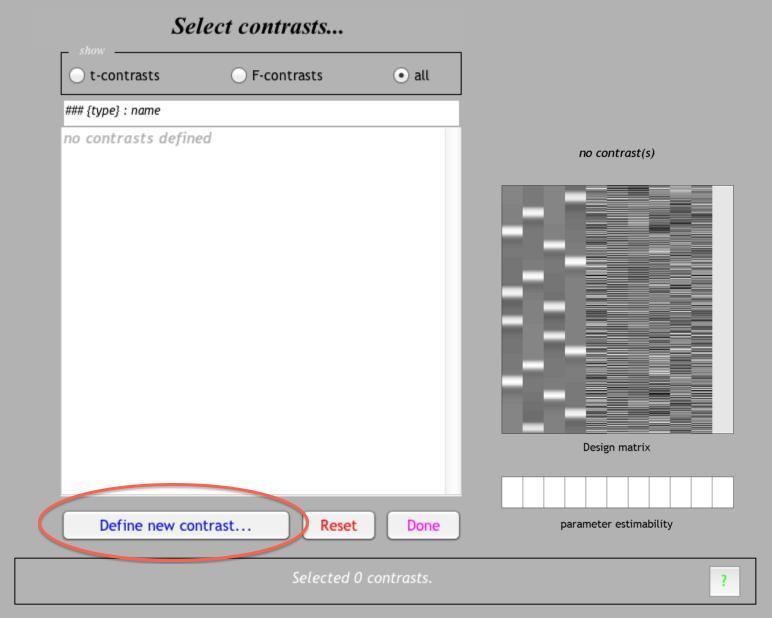 Select contrasts...
show
t-contrasts F-contrasts all
### {type} : name
no contrasts defined
no contrast(s)
Design matrix
parameter estimability
Define new contrast... Reset Done
Selected 0 contrasts. ?